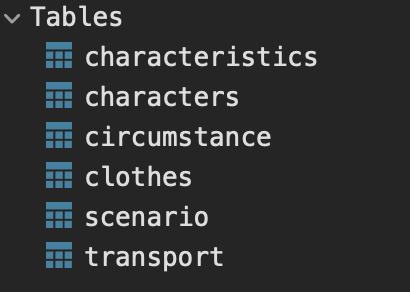 Tables
characteristics
characters
circumstance
clothes
scenario
transport